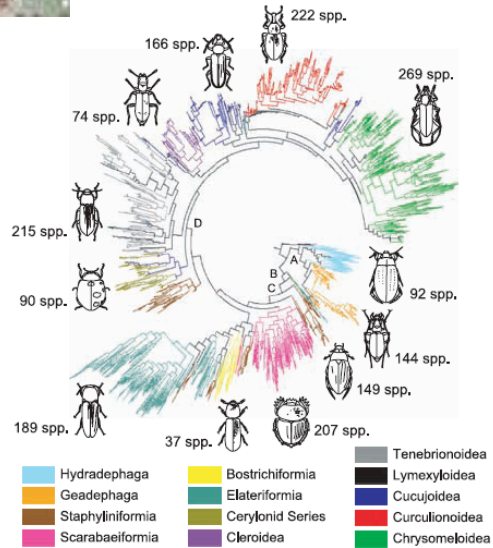 222 spp.
166 spp.
269 spp.
74 spp.
D
215 spp.
A
B
C
90 spp.
92 spp.
144 spp.
149 spp.
189 spp.
37 spp.
207 spp.
Hydradephaga
Geadephaga
Staphyliniformia
Scarabaeiformia
Bostrichiformia
Elateriformia
Cerylonid Series
Cleroidea
Tenebrionoidea
Lymexyloidea
Cucujoidea
Curculionoidea
Chrysomeloidea